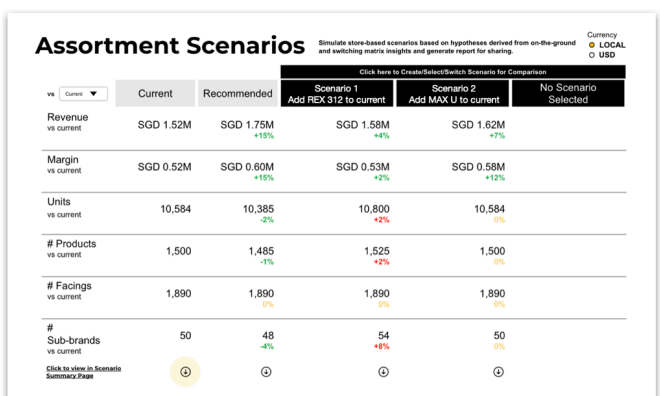 Assortment Scenarios
Simulate store-based scenarios based on hypotheses derived from on-the-ground
and switching matrix insights and generate report for sharing.
Currency
LOCAL
USD
Click here to Create/Select/Switch Scenario for Comparison
vs Current
Current
Recommended
Scenario 1
Add REX 312 to current
Scenario 2
Add MAX U to current
No Scenario
Selected
Revenue
vs current
SGD 1.52M
SGD 1.75M
+15%
SGD 1.58M
+4%
SGD 1.62M
+7%
Margin
vs current
SGD 0.52M
SGD 0.60M
+15%
SGD 0.53M
+2%
SGD 0.58M
+12%
Units
vs current
10,584
10,385
-2%
10,800
+2%
10,584
0%
# Products
vs current
1,500
1,485
-1%
1,525
+2%
1,500
0%
# Facings
vs current
1,890
1,890
0%
1,890
0%
1,890
0%
#
Sub-brands
vs current
50
48
-4%
54
+8%
50
0%
Click to view in Scenario
Summary Page